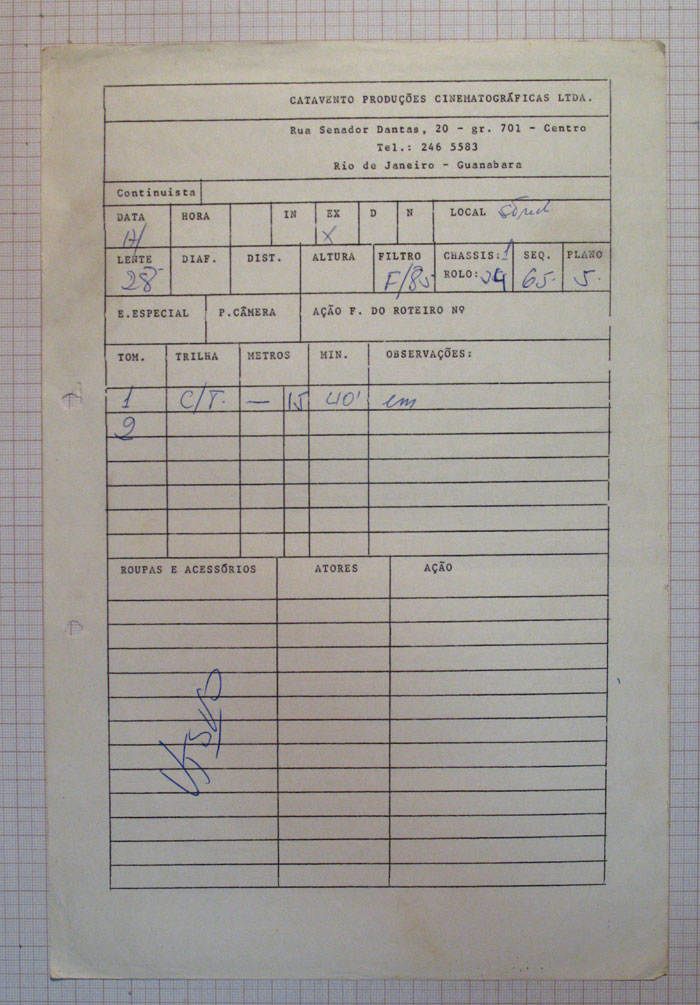 CATAVENTO PRODUÇÕES CINEMATOGRÁFICAS LTDA.
Rua Senador Dantas, 20 - gr. 701 - Centro
Tel.: 246 5583
Rio de Janeiro - Guanabara
Continuista
DATA HORA IN EX D N LOCAL
X
LENTE DIAF. DIST. ALTURA FILTRO CHASSIS: 1 SEQ. PLANO
28 F/85 ROLO: 65. 5.
E.ESPECIAL P.CÂMERA AÇÃO F. DO ROTEIRO Nº
TOM. TRILHA METROS MIN. OBSERVAÇÕES:
1 C/T. — 15 40' em
2
ROUPAS E ACESSÓRIOS ATORES AÇÃO